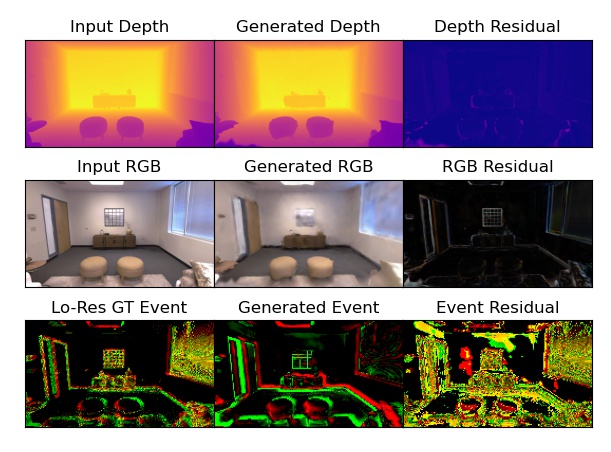 Input Depth Generated Depth Depth Residual
Input RGB Generated RGB RGB Residual
Lo-Res GT Event Generated Event Event Residual